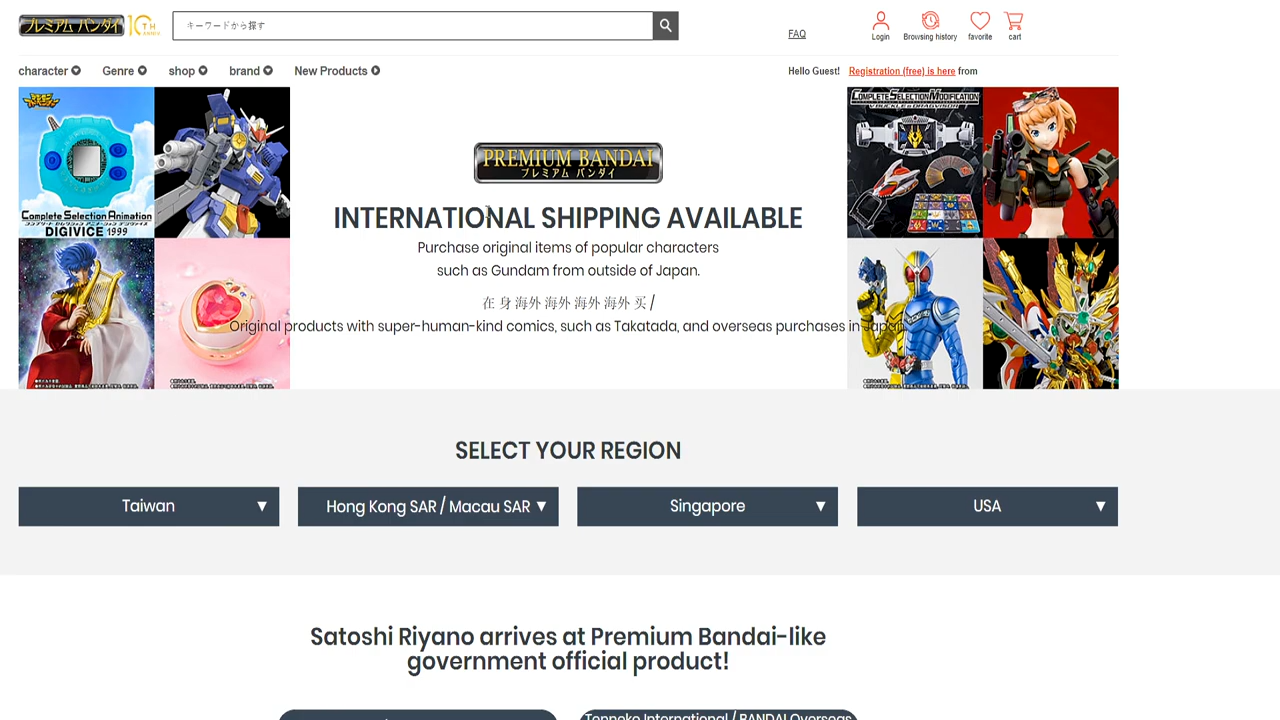 プレミアム バンダイ 10TH
キーワードから探す
FAQ
Login
Browsing history
favorite
cart
character
Genre
shop
brand
New Products
Hello Guest! Registration (free) is here from
Complete Selection Animation
DIGIVICE 1999
COMPLETE SELECTION MODIFICATION
V BUCKLE & DRAGVISOR
PREMIUM BANDAI
プレミアム バンダイ
INTERNATIONAL SHIPPING AVAILABLE
Purchase original items of popular characters
such as Gundam from outside of Japan.
在 身 海外 海外 海外 海外 买 /
Original products with super-human-kind comics, such as Takatada, and overseas purchases in Japan.
SELECT YOUR REGION
Taiwan ▼
Hong Kong SAR / Macau SAR ▼
Singapore ▼
USA ▼
Satoshi Riyano arrives at Premium Bandai-like
government official product!
International / BANDAI Overseas